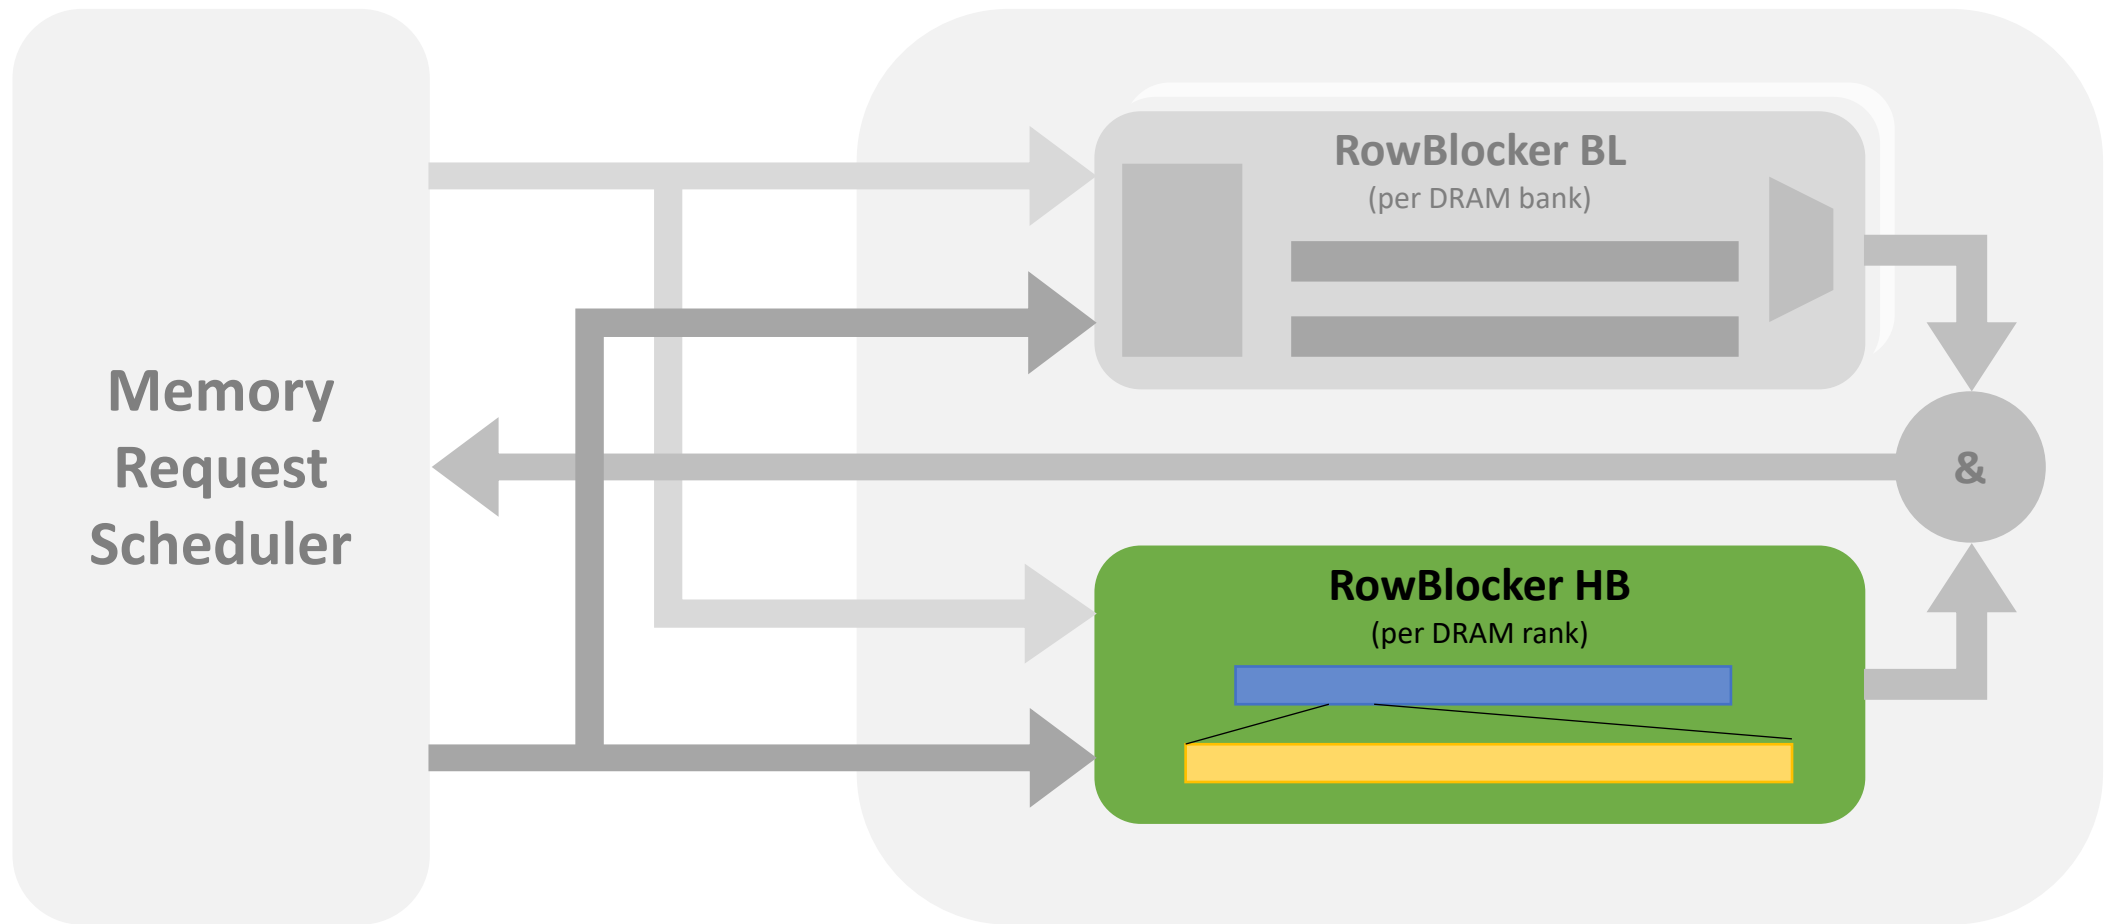 Memory
Request
Scheduler
RowBlocker BL
(per DRAM bank)
&
RowBlocker HB
(per DRAM rank)